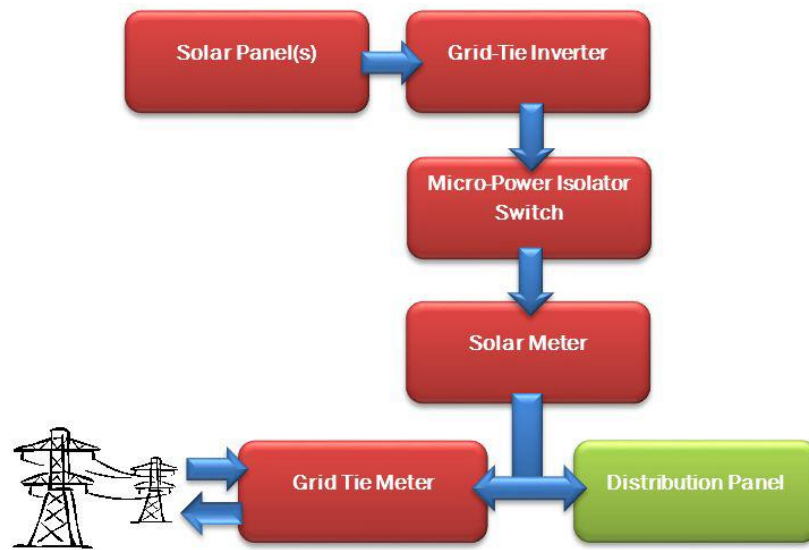 Solar Panel(s)
Grid-Tie Inverter
Micro-Power Isolator
Switch
Solar Meter
Grid Tie Meter
Distribution Panel